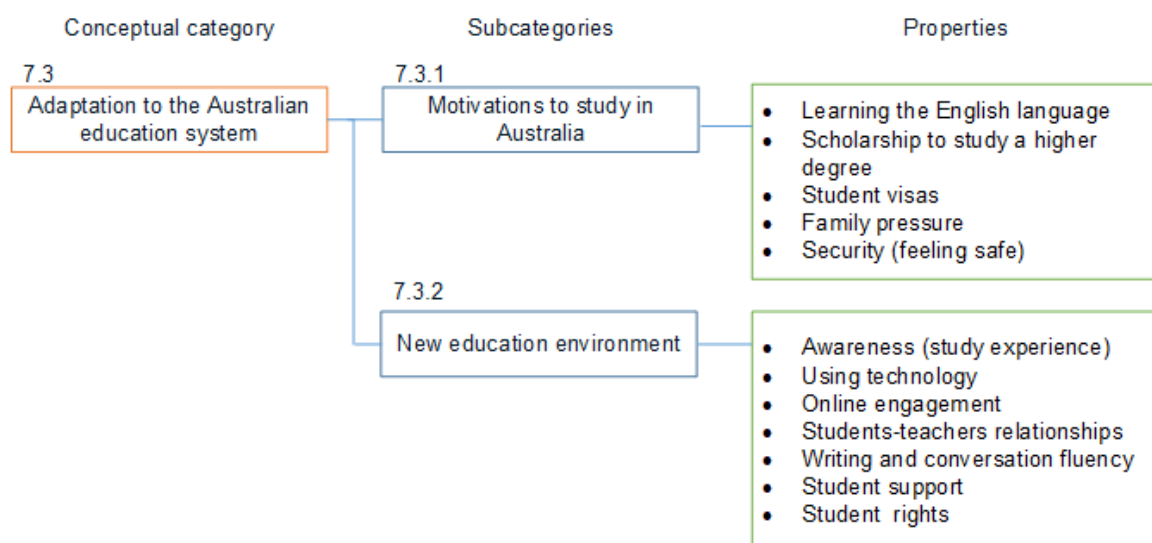 Conceptual category
Subcategories
Properties
7.3
Adaptation to the Australian
education system
7.3.1
Motivations to study in
Australia
• Learning the English language
• Scholarship to study a higher
degree
• Student visas
• Family pressure
• Security (feeling safe)
7.3.2
New education environment
• Awareness (study experience)
• Using technology
• Online engagement
• Students-teachers relationships
• Writing and conversation fluency
• Student support
• Student rights